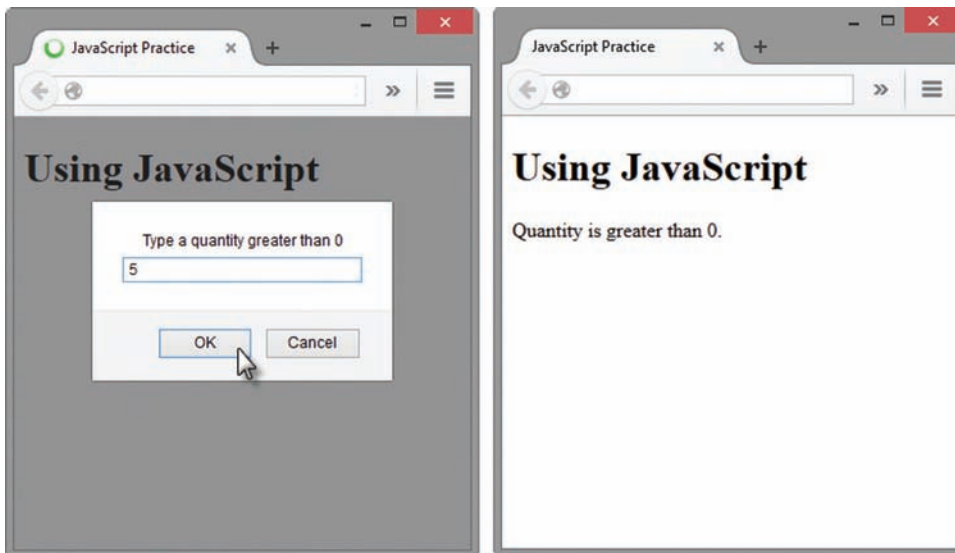 JavaScript Practice
Using JavaScript
Type a quantity greater than 0
5
OK
Cancel
JavaScript Practice
Using JavaScript
Quantity is greater than 0.